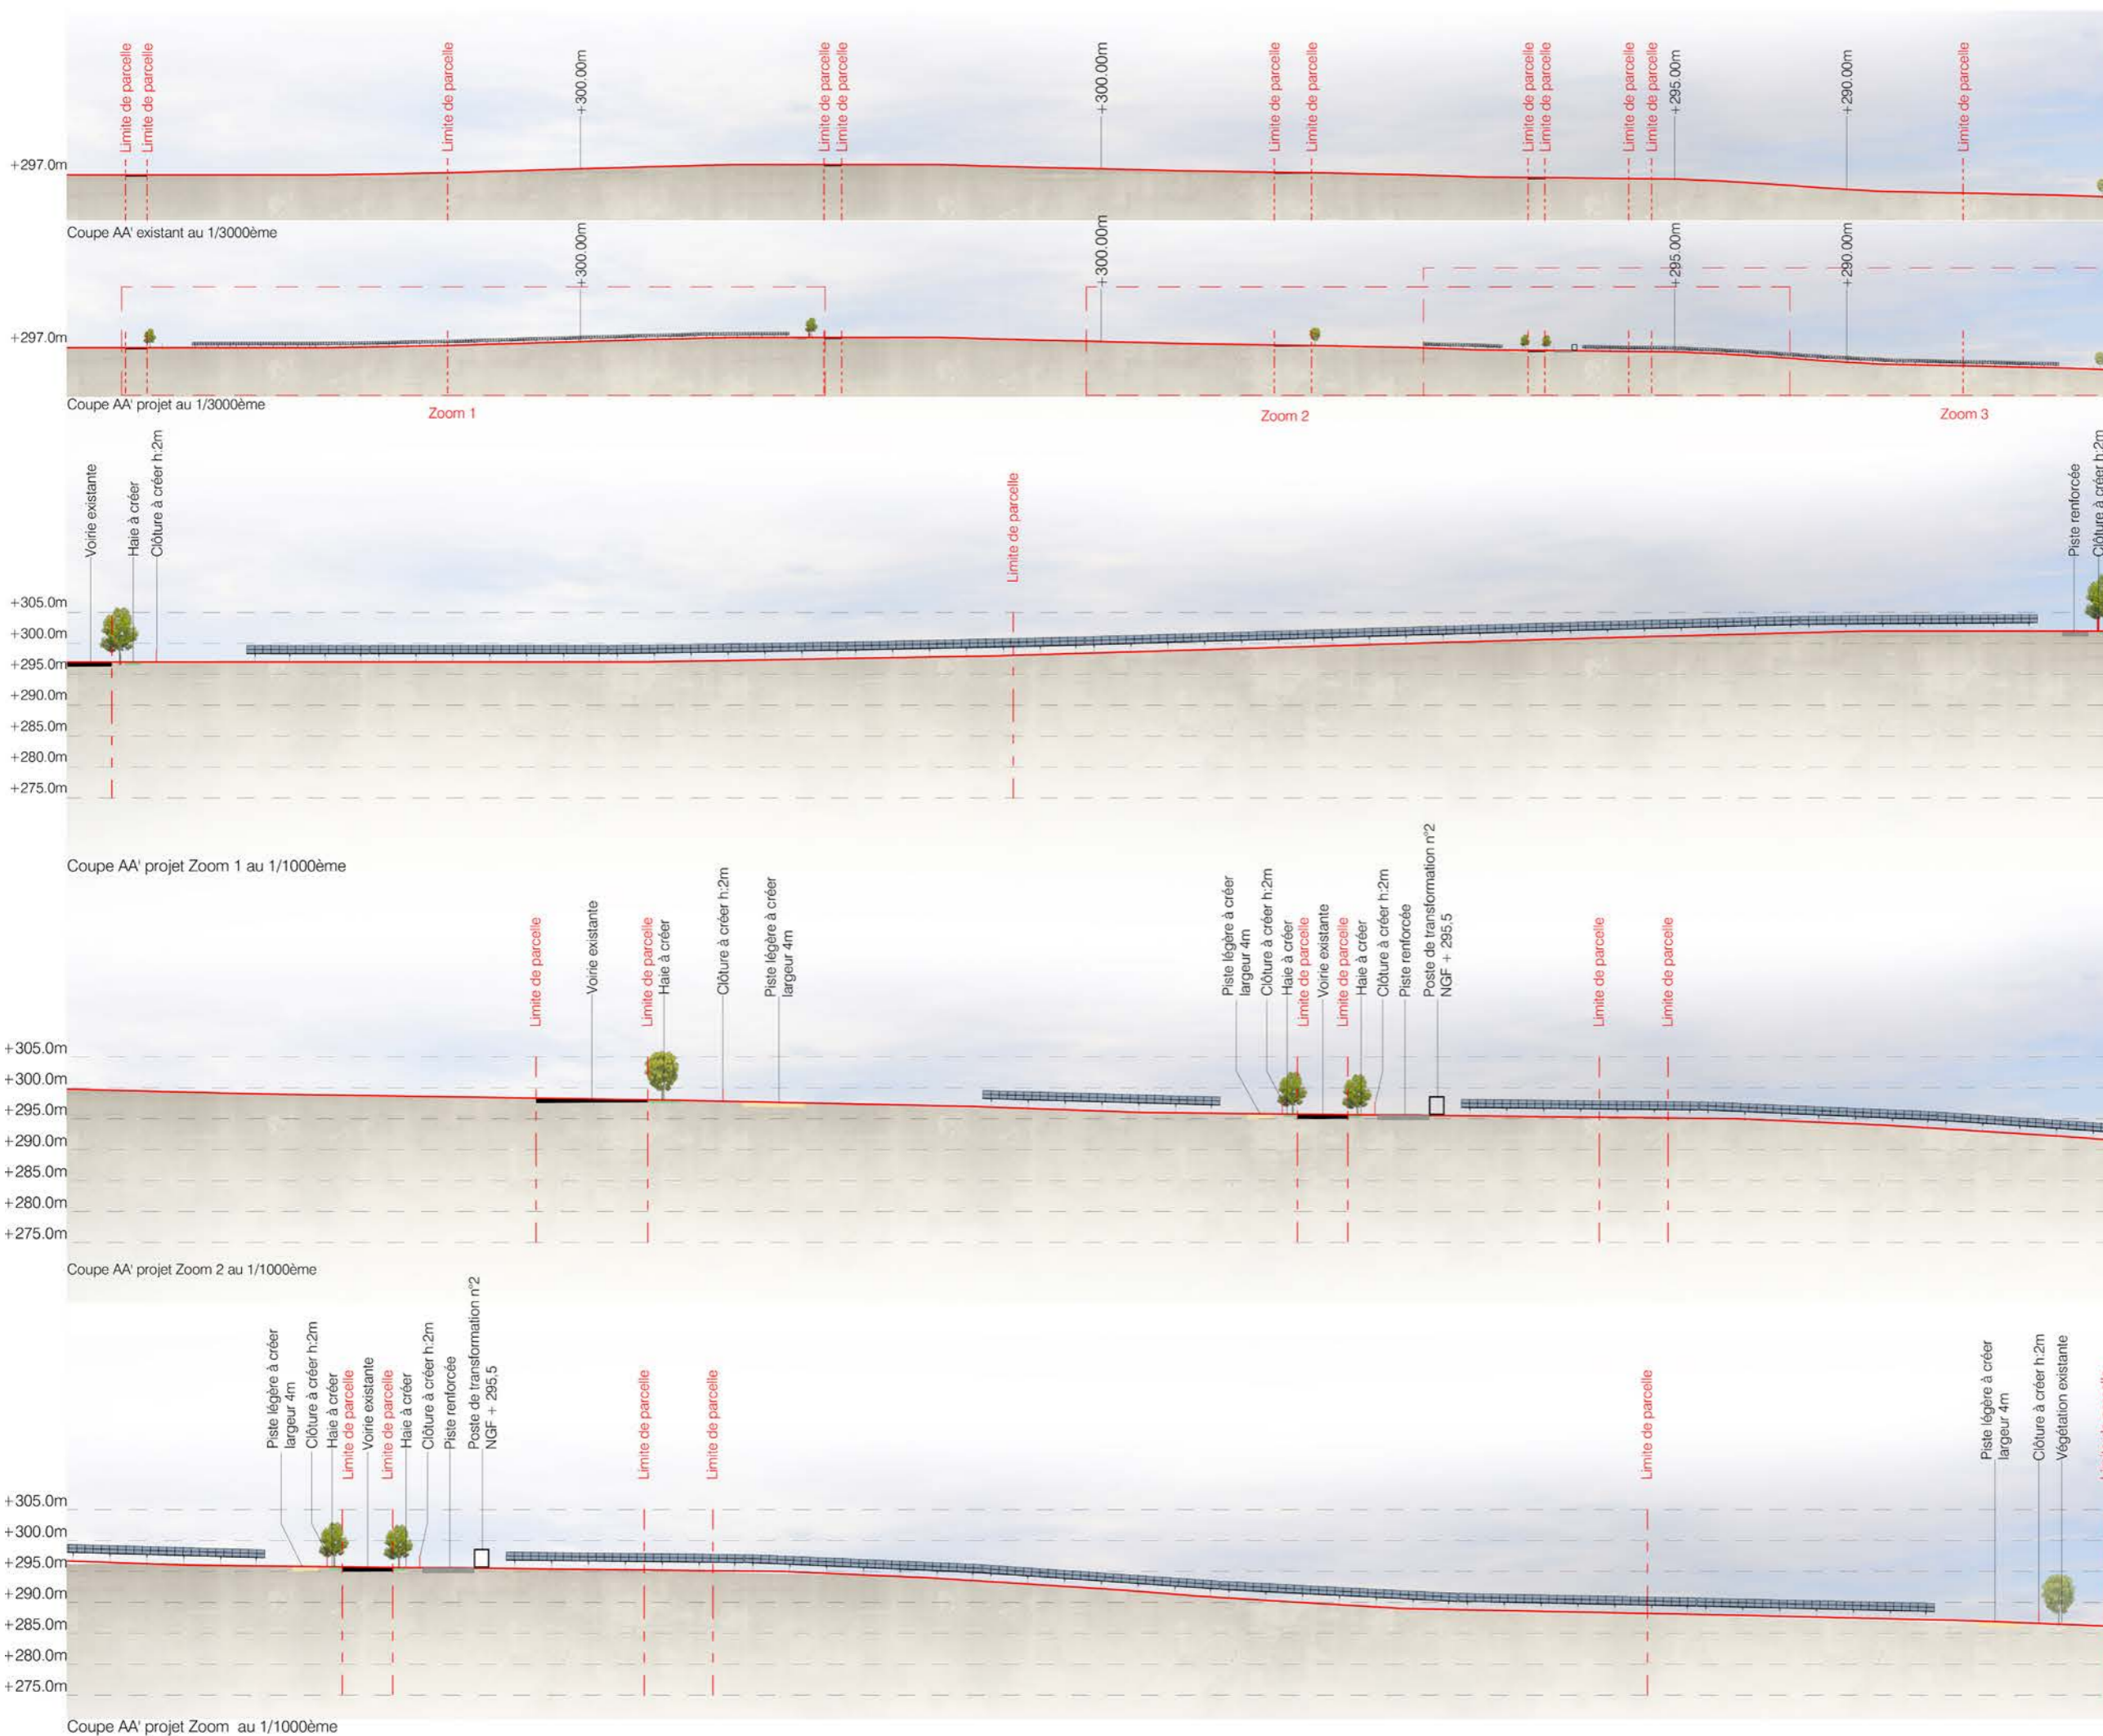 Limite de parcelle
Limite de parcelle
Limite de parcelle
+300.00m
Limite de parcelle
Limite de parcelle
+300.00m
Limite de parcelle
Limite de parcelle
Limite de parcelle
Limite de parcelle
Limite de parcelle
Limite de parcelle
+295.00m
+290.00m
Limite de parcelle
+297.0m
Coupe AA' existant au 1/3000ème
+300.00m
+300.00m
+295.00m
+290.00m
+297.0m
Coupe AA' projet au 1/3000ème
Zoom 1
Zoom 2
Zoom 3
Voirie existante
Haie à créer
Clôture à créer h:2m
Limite de parcelle
Piste renforcée
Clôture à créer h:2m
+305.0m
+300.0m
+295.0m
+290.0m
+285.0m
+280.0m
+275.0m
Coupe AA' projet Zoom 1 au 1/1000ème
Limite de parcelle
Voirie existante
Limite de parcelle
Haie à créer
Clôture à créer h:2m
Piste légère à créer
largeur 4m
Piste légère à créer
largeur 4m
Clôture à créer h:2m
Haie à créer
Limite de parcelle
Voirie existante
Limite de parcelle
Haie à créer
Clôture à créer h:2m
Piste renforcée
Poste de transformation n°2
NGF + 295,5
Limite de parcelle
Limite de parcelle
+305.0m
+300.0m
+295.0m
+290.0m
+285.0m
+280.0m
+275.0m
Coupe AA' projet Zoom 2 au 1/1000ème
Piste légère à créer
largeur 4m
Clôture à créer h:2m
Haie à créer
Limite de parcelle
Voirie existante
Limite de parcelle
Haie à créer
Clôture à créer h:2m
Piste renforcée
Poste de transformation n°2
NGF + 295,5
Limite de parcelle
Limite de parcelle
Limite de parcelle
Piste légère à créer
largeur 4m
Clôture à créer h:2m
Végétation existante
+305.0m
+300.0m
+295.0m
+290.0m
+285.0m
+280.0m
+275.0m
Coupe AA' projet Zoom au 1/1000ème